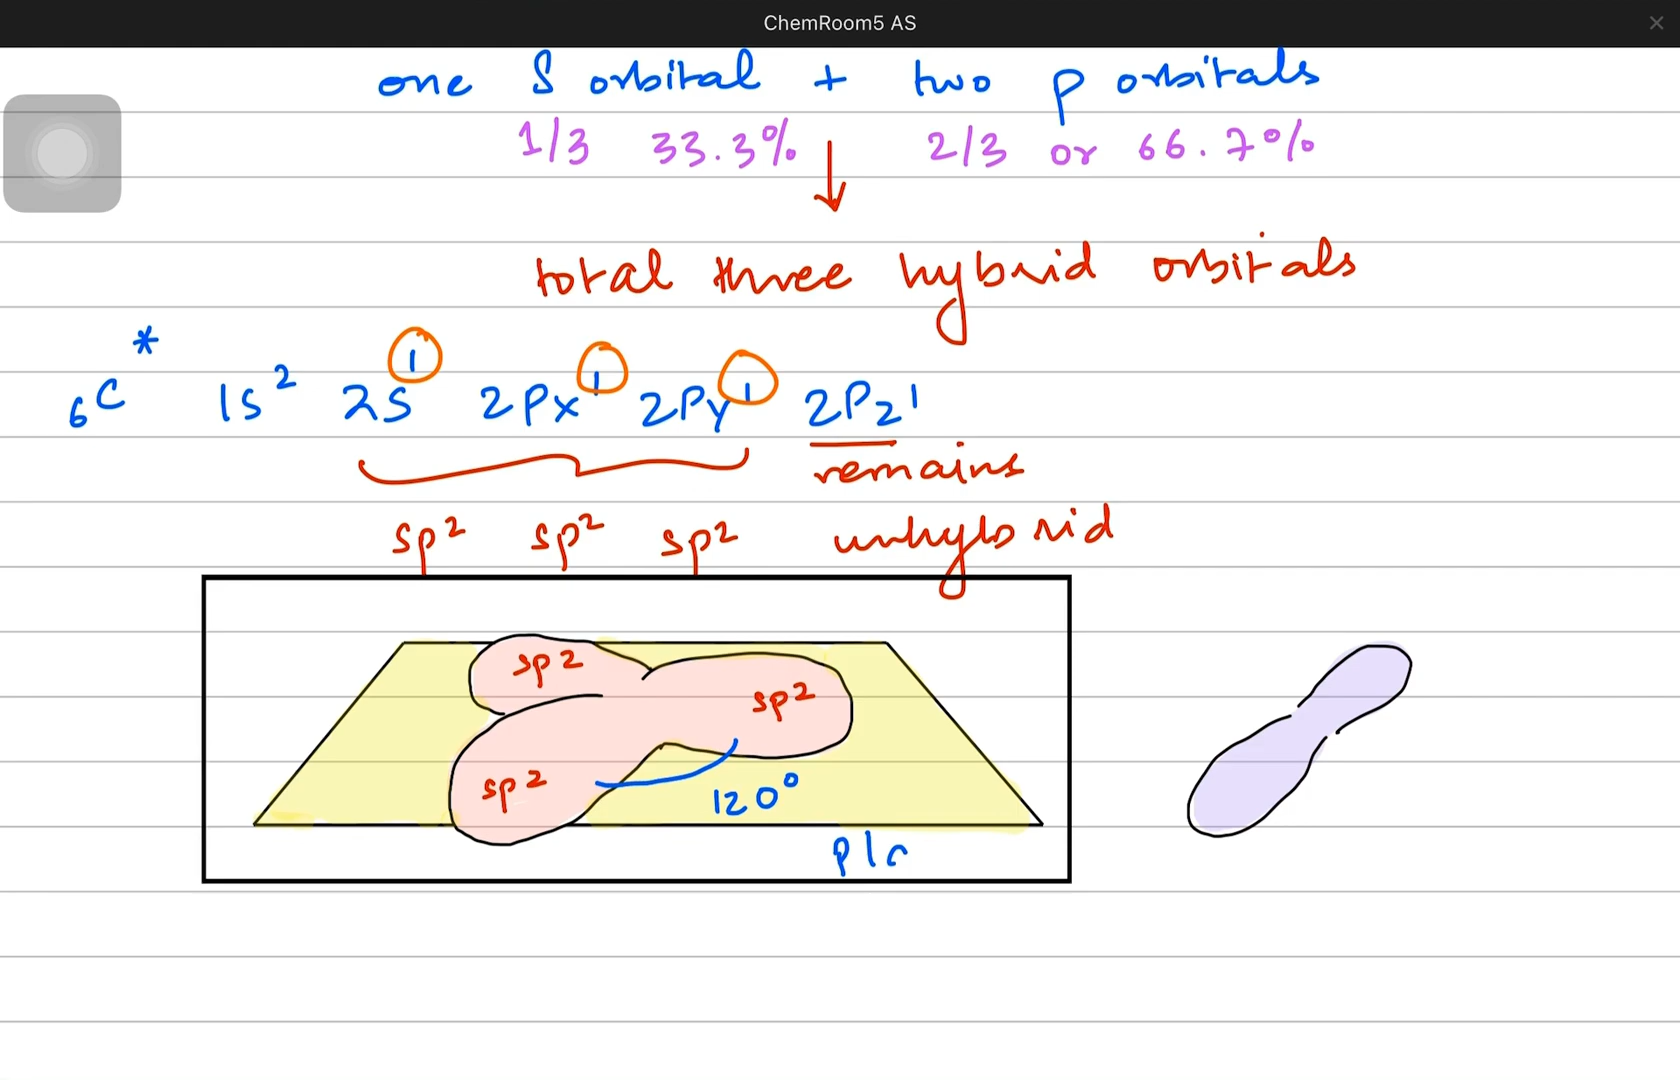 ChemRoom5 AS
one S orbital + two p orbitals
1/3 33.3% 2/3 or 66.7%
total three hybrid orbitals
₆C* 1s² 2s¹ 2Px¹ 2Py¹ 2Pz¹
remains
sp² sp² sp² unhybrid
sp²
sp²
sp²
120°